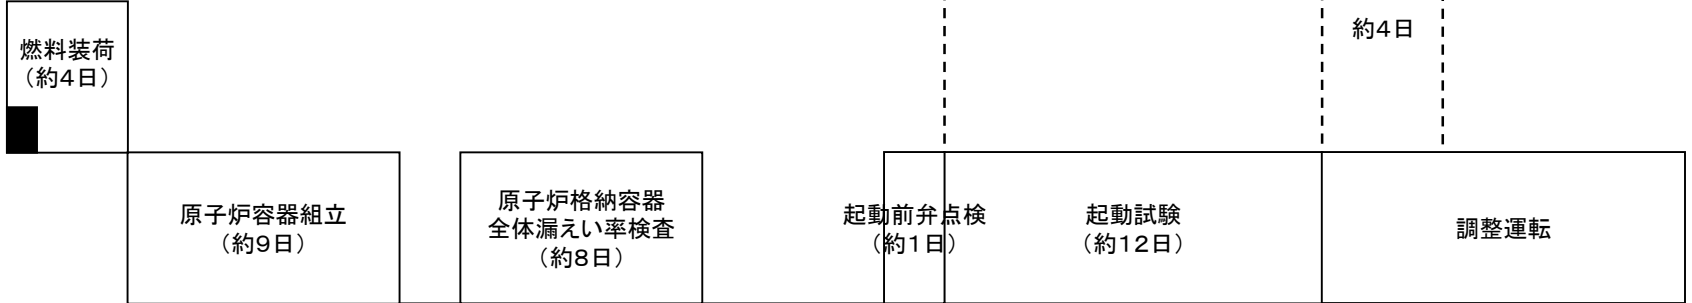 燃料装荷
（約4日）
約4日
原子炉容器組立
（約9日）
原子炉格納容器
全体漏えい率検査
（約8日）
起動前弁点検
（約1日）
起動試験
（約12日）
調整運転